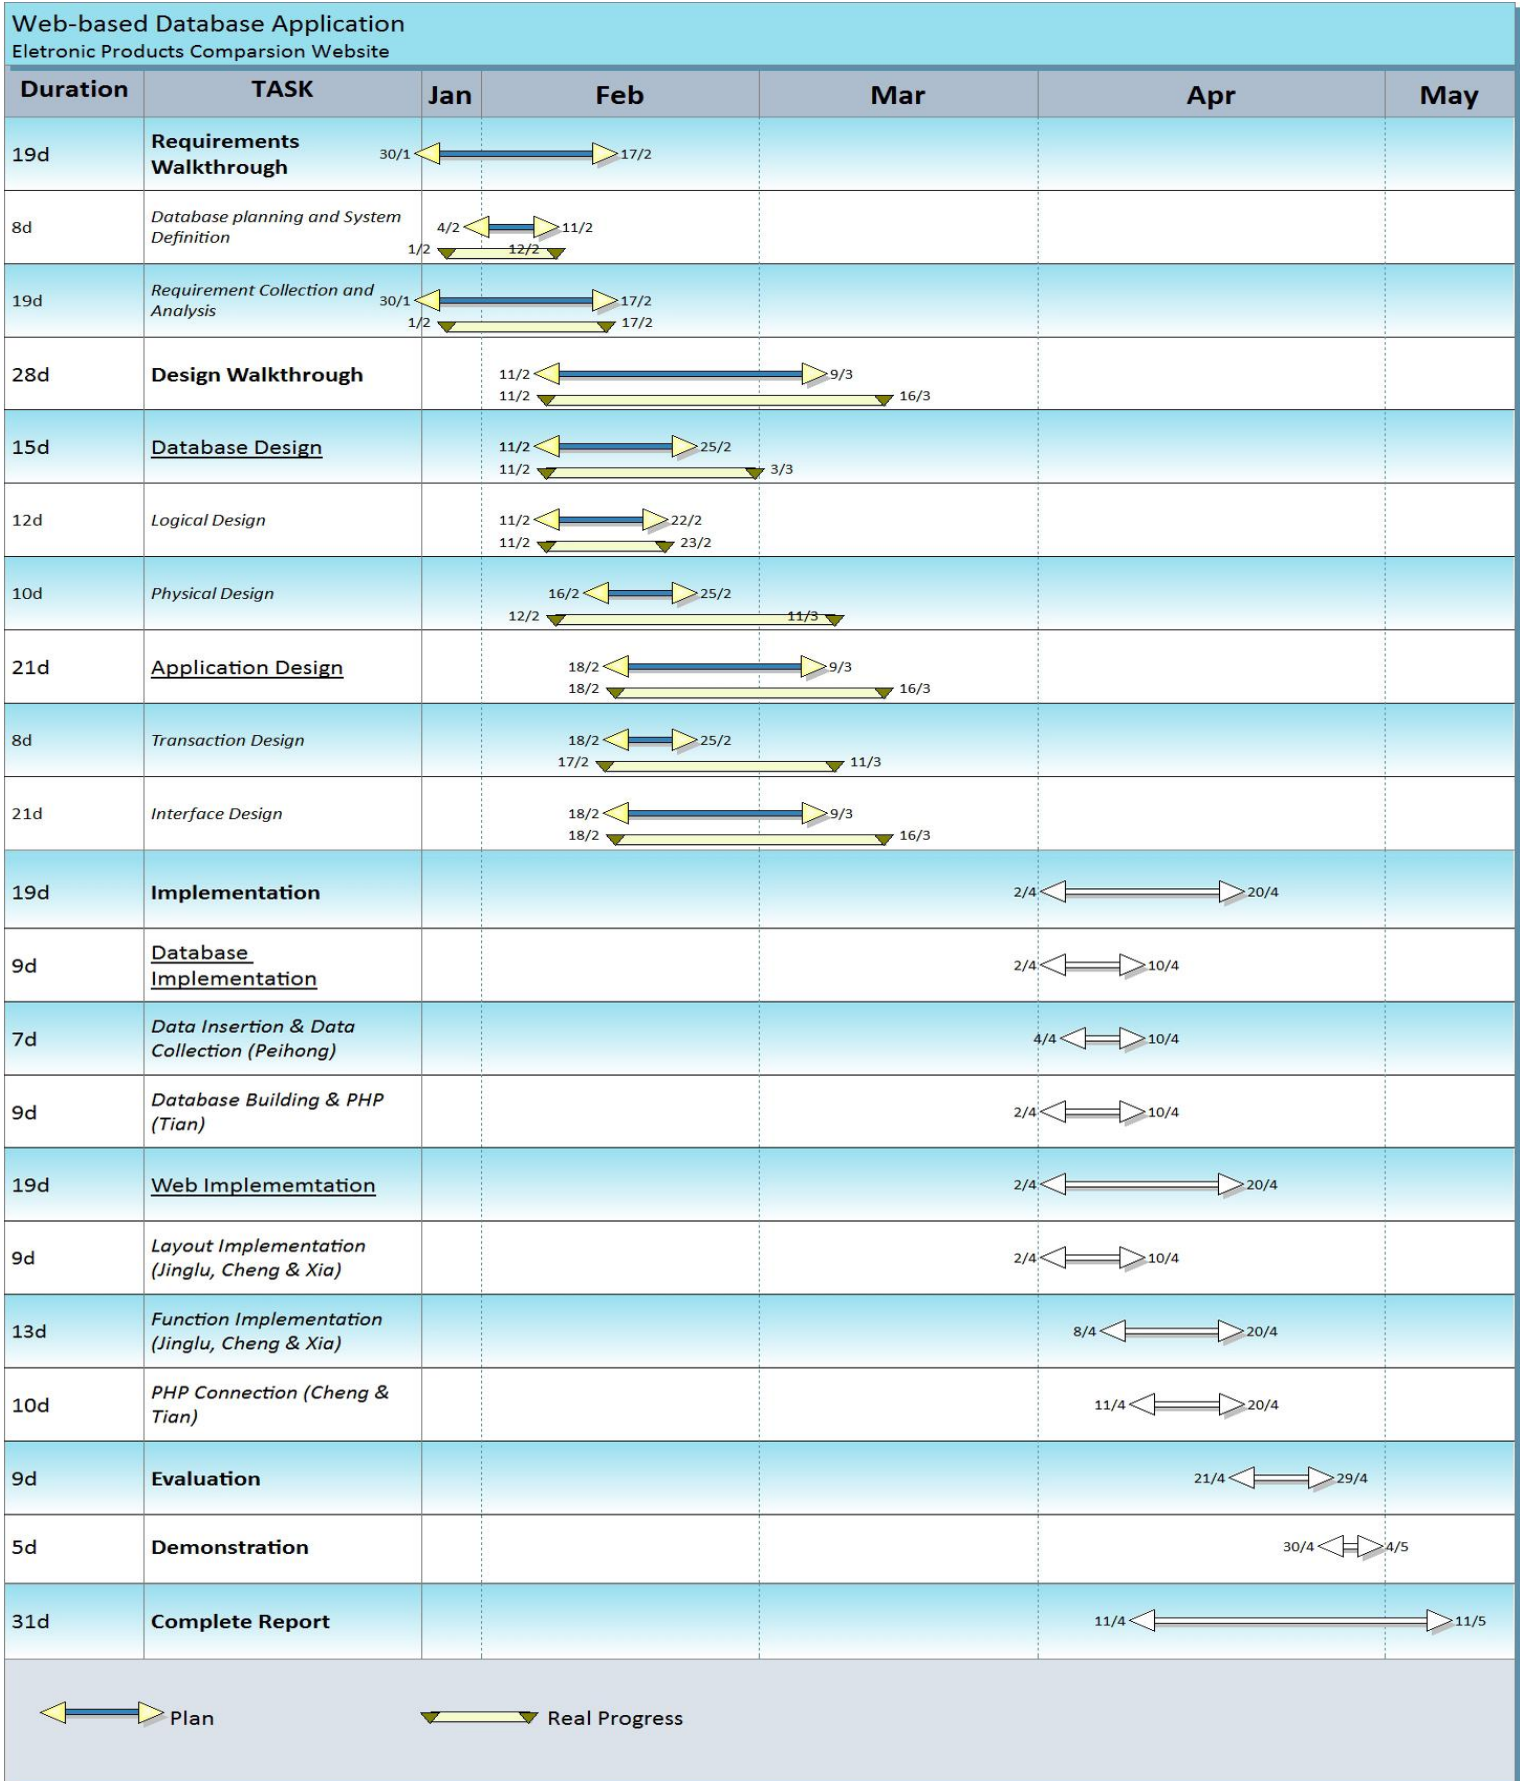 Web-based Database Application
Eletronic Products Comparsion Website
Duration TASK Jan Feb Mar Apr May
19d Requirements Walkthrough 30/1 17/2
8d Database planning and System Definition 4/2 11/2
1/2 12/2
19d Requirement Collection and Analysis 30/1 17/2
1/2 17/2
28d Design Walkthrough 11/2 9/3
11/2 16/3
15d Database Design 11/2 25/2
11/2 3/3
12d Logical Design 11/2 22/2
11/2 23/2
10d Physical Design 16/2 25/2
12/2 11/3
21d Application Design 18/2 9/3
18/2 16/3
8d Transaction Design 18/2 25/2
17/2 11/3
21d Interface Design 18/2 9/3
18/2 16/3
19d Implementation 2/4 20/4
9d Database Implementation 2/4 10/4
7d Data Insertion & Data Collection (Peihong) 4/4 10/4
9d Database Building & PHP (Tian) 2/4 10/4
19d Web Implememtation 2/4 20/4
9d Layout Implementation (Jinglu, Cheng & Xia) 2/4 10/4
13d Function Implementation (Jinglu, Cheng & Xia) 8/4 20/4
10d PHP Connection (Cheng & Tian) 11/4 20/4
9d Evaluation 21/4 29/4
5d Demonstration 30/4 4/5
31d Complete Report 11/4 11/5
Plan Real Progress